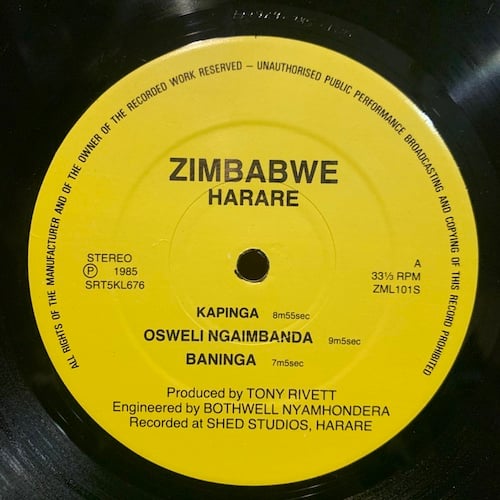 ALL RIGHTS OF THE MANUFACTURER AND OF THE OWNER OF THE RECORDED WORK RESERVED – UNAUTHORISED PUBLIC PERFORMANCE BROADCASTING AND COPYING OF THIS RECORD PROHIBITED
ZIMBABWE
HARARE
STEREO
Ⓟ 1985
SRT5KL676
A
33⅓ RPM
ZML101S
KAPINGA 8m55sec
OSWELI NGAIMBANDA 9m5sec
BANINGA 7m5sec
Produced by TONY RIVETT
Engineered by BOTHWELL NYAMHONDERA
Recorded at SHED STUDIOS, HARARE